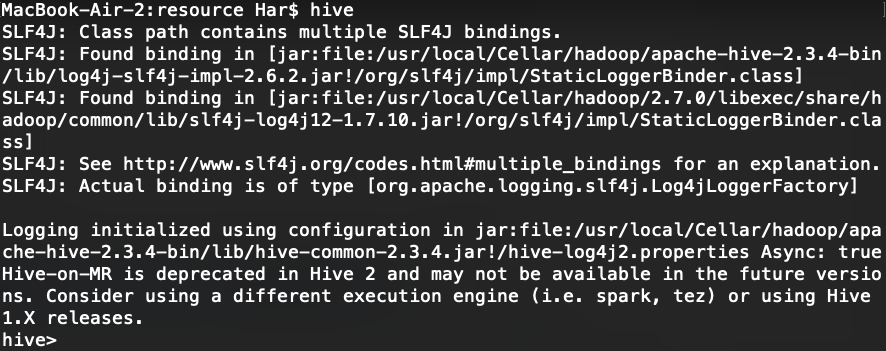 MacBook-Air-2:resource Har$ hive
SLF4J: Class path contains multiple SLF4J bindings.
SLF4J: Found binding in [jar:file:/usr/local/Cellar/hadoop/apache-hive-2.3.4-bin
/lib/log4j-slf4j-impl-2.6.2.jar!/org/slf4j/impl/StaticLoggerBinder.class]
SLF4J: Found binding in [jar:file:/usr/local/Cellar/hadoop/2.7.0/libexec/share/h
adoop/common/lib/slf4j-log4j12-1.7.10.jar!/org/slf4j/impl/StaticLoggerBinder.cla
ss]
SLF4J: See http://www.slf4j.org/codes.html#multiple_bindings for an explanation.
SLF4J: Actual binding is of type [org.apache.logging.slf4j.Log4jLoggerFactory]
Logging initialized using configuration in jar:file:/usr/local/Cellar/hadoop/apa
che-hive-2.3.4-bin/lib/hive-common-2.3.4.jar!/hive-log4j2.properties Async: true
Hive-on-MR is deprecated in Hive 2 and may not be available in the future versio
ns. Consider using a different execution engine (i.e. spark, tez) or using Hive
1.X releases.
hive>